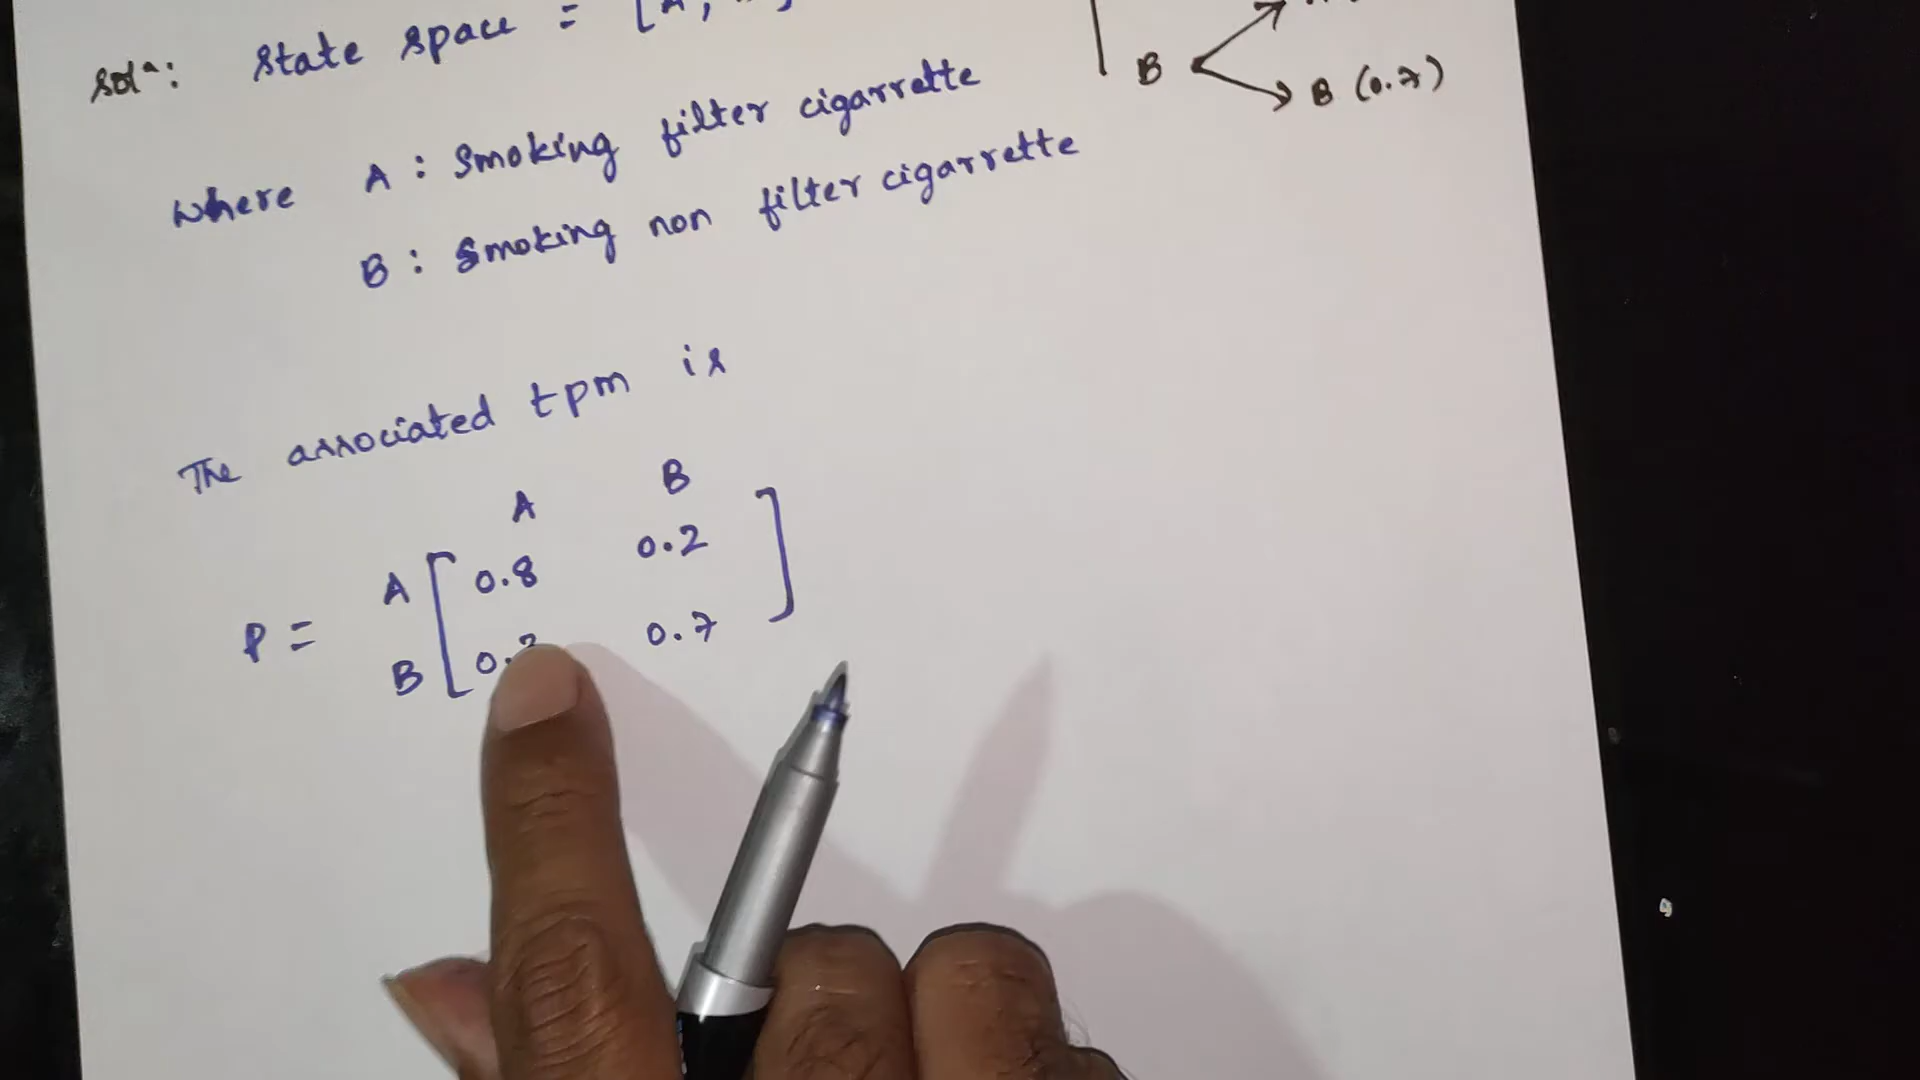 Solⁿ: State space =
B
B (0.7)
where A : Smoking filter cigarrette
B : Smoking non filter cigarrette
The associated tpm is
A B
P = A [ 0.8 0.2 ]
B [ 0. 0.7 ]